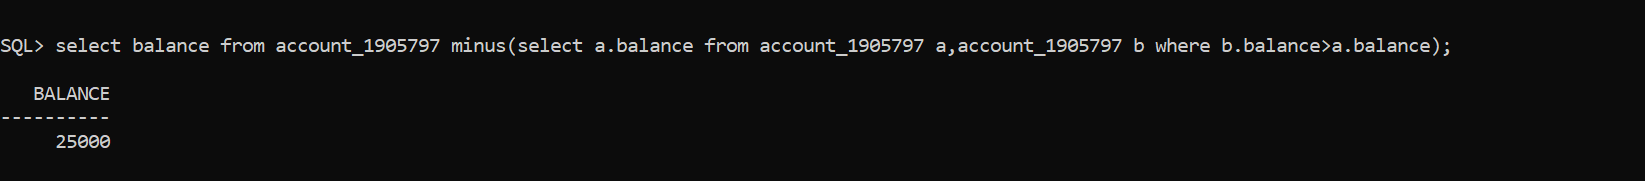 SQL> select balance from account_1905797 minus(select a.balance from account_1905797 a,account_1905797 b where b.balance>a.balance);
BALANCE
----------
25000